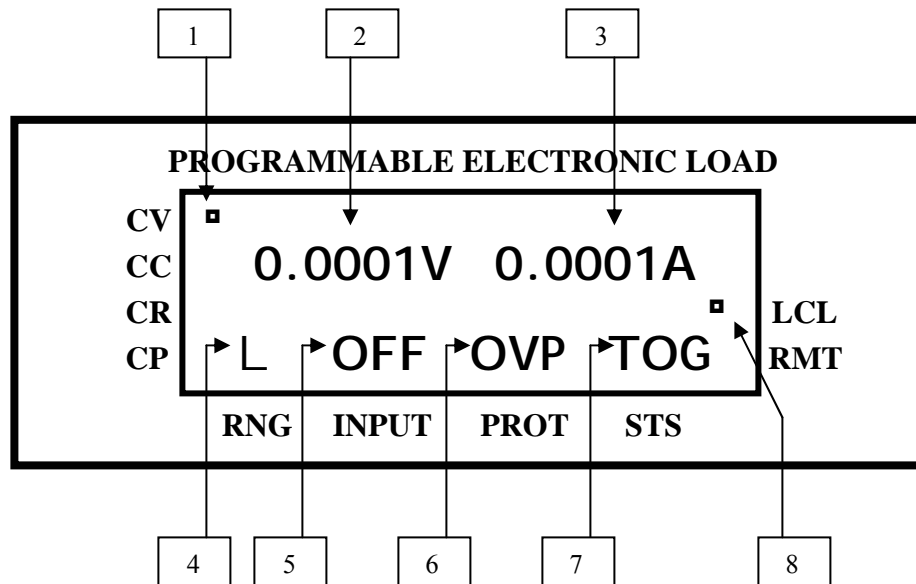 1 2 3
PROGRAMMABLE ELECTRONIC LOAD
CV
0.0001V 0.0001A
CC
CR LCL
CP L OFF OVP TOG RMT
RNG INPUT PROT STS
4 5 6 7 8